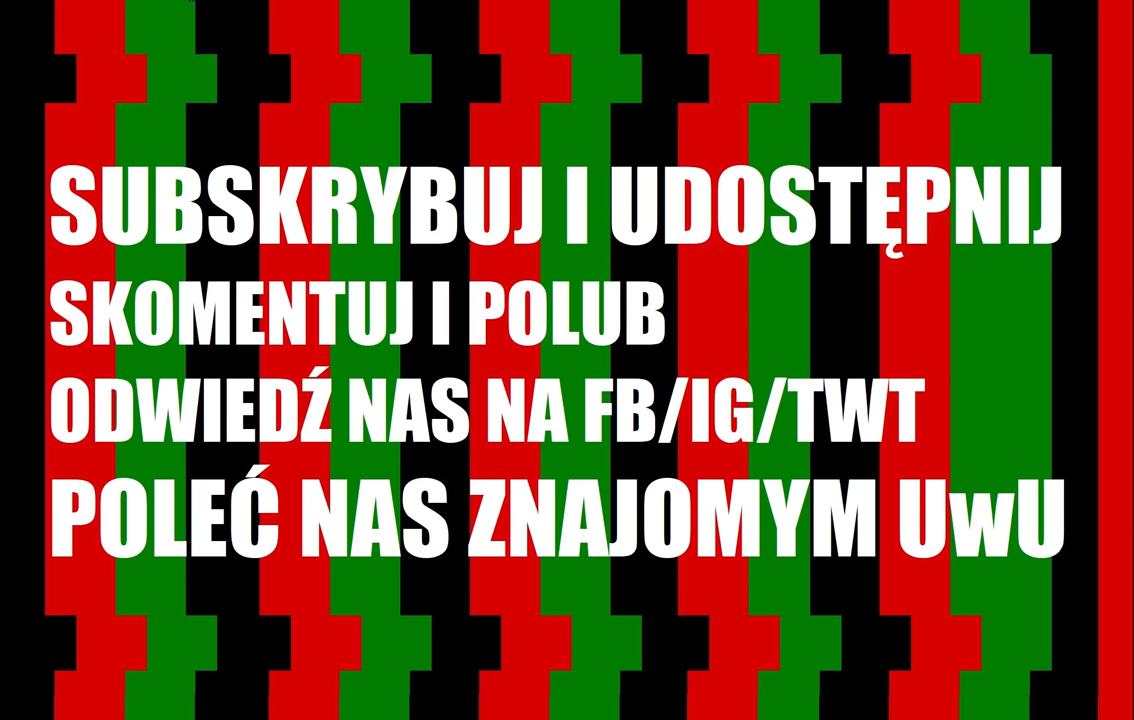 SUBSKRYBUJ I UDOSTĘPNIJ
SKOMENTUJ I POLUB
ODWIEDŹ NAS NA FB/IG/TWT
POLEĆ NAS ZNAJOMYM UwU